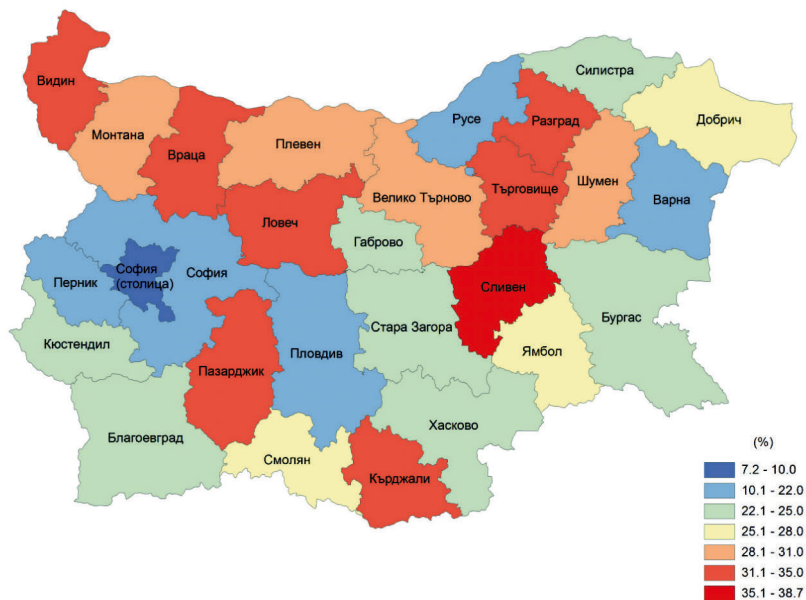 Видин
Монтана
Враца
Плевен
Ловеч
Велико Търново
Габрово
Русе
Разград
Силистра
Добрич
Търговище
Шумен
Варна
София
(столица)
София
Перник
Кюстендил
Благоевград
Пазарджик
Пловдив
Смолян
Стара Загора
Сливен
Ямбол
Бургас
Хасково
Кърджали
(%)
7.2 - 10.0
10.1 - 22.0
22.1 - 25.0
25.1 - 28.0
28.1 - 31.0
31.1 - 35.0
35.1 - 38.7